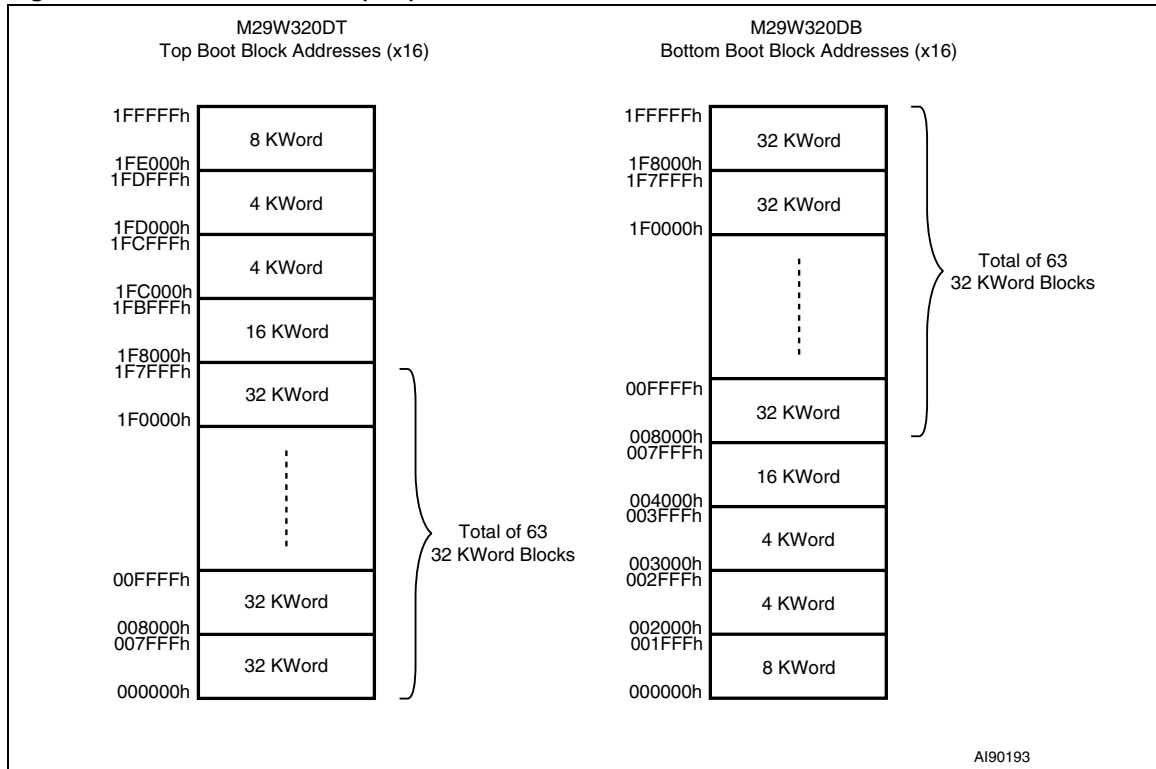 M29W320DT
Top Boot Block Addresses (x16)
1FFFFFh
8 KWord
1FE000h
1FDFFFh
4 KWord
1FD000h
1FCFFFh
4 KWord
1FC000h
1FBFFFh
16 KWord
1F8000h
1F7FFFh
32 KWord
1F0000h
Total of 63
32 KWord Blocks
00FFFFh
32 KWord
008000h
007FFFh
32 KWord
000000h
M29W320DB
Bottom Boot Block Addresses (x16)
1FFFFFh
32 KWord
1F8000h
1F7FFFh
32 KWord
1F0000h
Total of 63
32 KWord Blocks
00FFFFh
32 KWord
008000h
007FFFh
16 KWord
004000h
003FFFh
4 KWord
003000h
002FFFh
4 KWord
002000h
001FFFh
8 KWord
000000h
AI90193